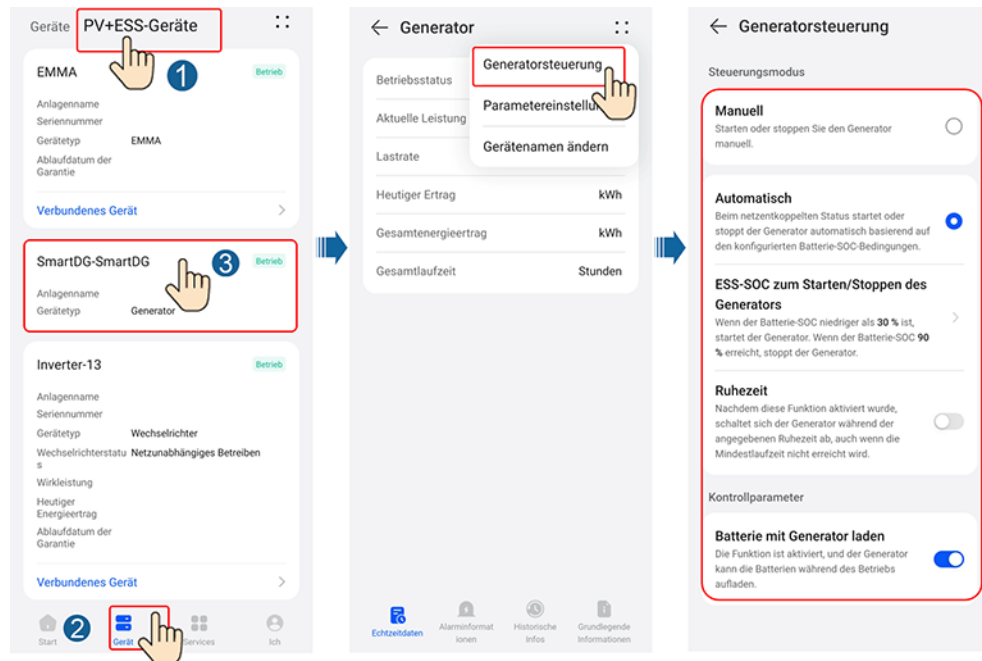 Geräte PV+ESS-Geräte
1
EMMA
Betrieb
Anlagenname
Seriennummer
Gerätetyp EMMA
Ablaufdatum der
Garantie
Verbundenes Gerät
SmartDG-SmartDG
3
Betrieb
Anlagenname
Gerätetyp Generator
Inverter-13
Betrieb
Anlagenname
Seriennummer
Gerätetyp Wechselrichter
Wechselrichterstatu Netzunabhängiges Betreiben
s
Wirkleistung
Heutiger
Energieertrag
Ablaufdatum der
Garantie
Verbundenes Gerät
Start
2
Gerät
Services
Ich
Generator
Generatorsteuerung
Gerätenamen ändern
Betriebsstatus
Aktuelle Leistung
Lastrate
Heutiger Ertrag kWh
Gesamtenergieertrag kWh
Gesamtlaufzeit Stunden
Echtzeitdaten
Alarminformat
ionen
Historische
Infos
Grundlegende
Informationen
Generatorsteuerung
Steuerungsmodus
Manuell
Starten oder stoppen Sie den Generator
manuell.
Automatisch
Beim netzentkoppelten Status startet oder
stoppt der Generator automatisch basierend auf
den konfigurierten Batterie-SOC-Bedingungen.
ESS-SOC zum Starten/Stoppen des
Generators
Wenn der Batterie-SOC niedriger als 30 % ist,
startet der Generator. Wenn der Batterie-SOC 90
% erreicht, stoppt der Generator.
Ruhezeit
Nachdem diese Funktion aktiviert wurde,
schaltet sich der Generator während der
angegebenen Ruhezeit ab, auch wenn die
Mindestlaufzeit nicht erreicht wird.
Kontrollparameter
Batterie mit Generator laden
Die Funktion ist aktiviert, und der Generator
kann die Batterien während des Betriebs
aufladen.